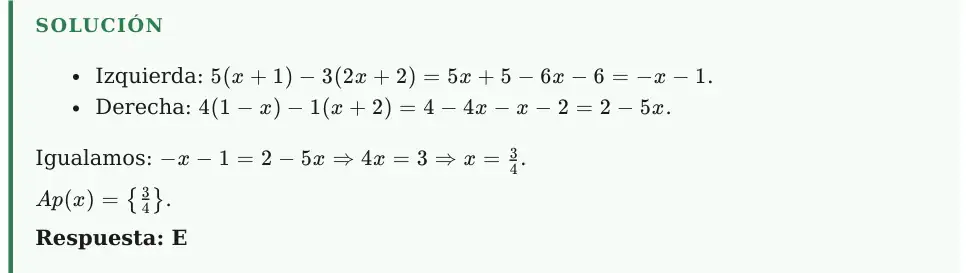 SOLUCIÓN
• Izquierda: 5(x + 1) − 3(2x + 2) = 5x + 5 − 6x − 6 = −x − 1.
• Derecha: 4(1 − x) − 1(x + 2) = 4 − 4x − x − 2 = 2 − 5x.
Igualamos: −x − 1 = 2 − 5x ⇒ 4x = 3 ⇒ x = 3/4.
Ap(x) = {3/4}.
Respuesta: E